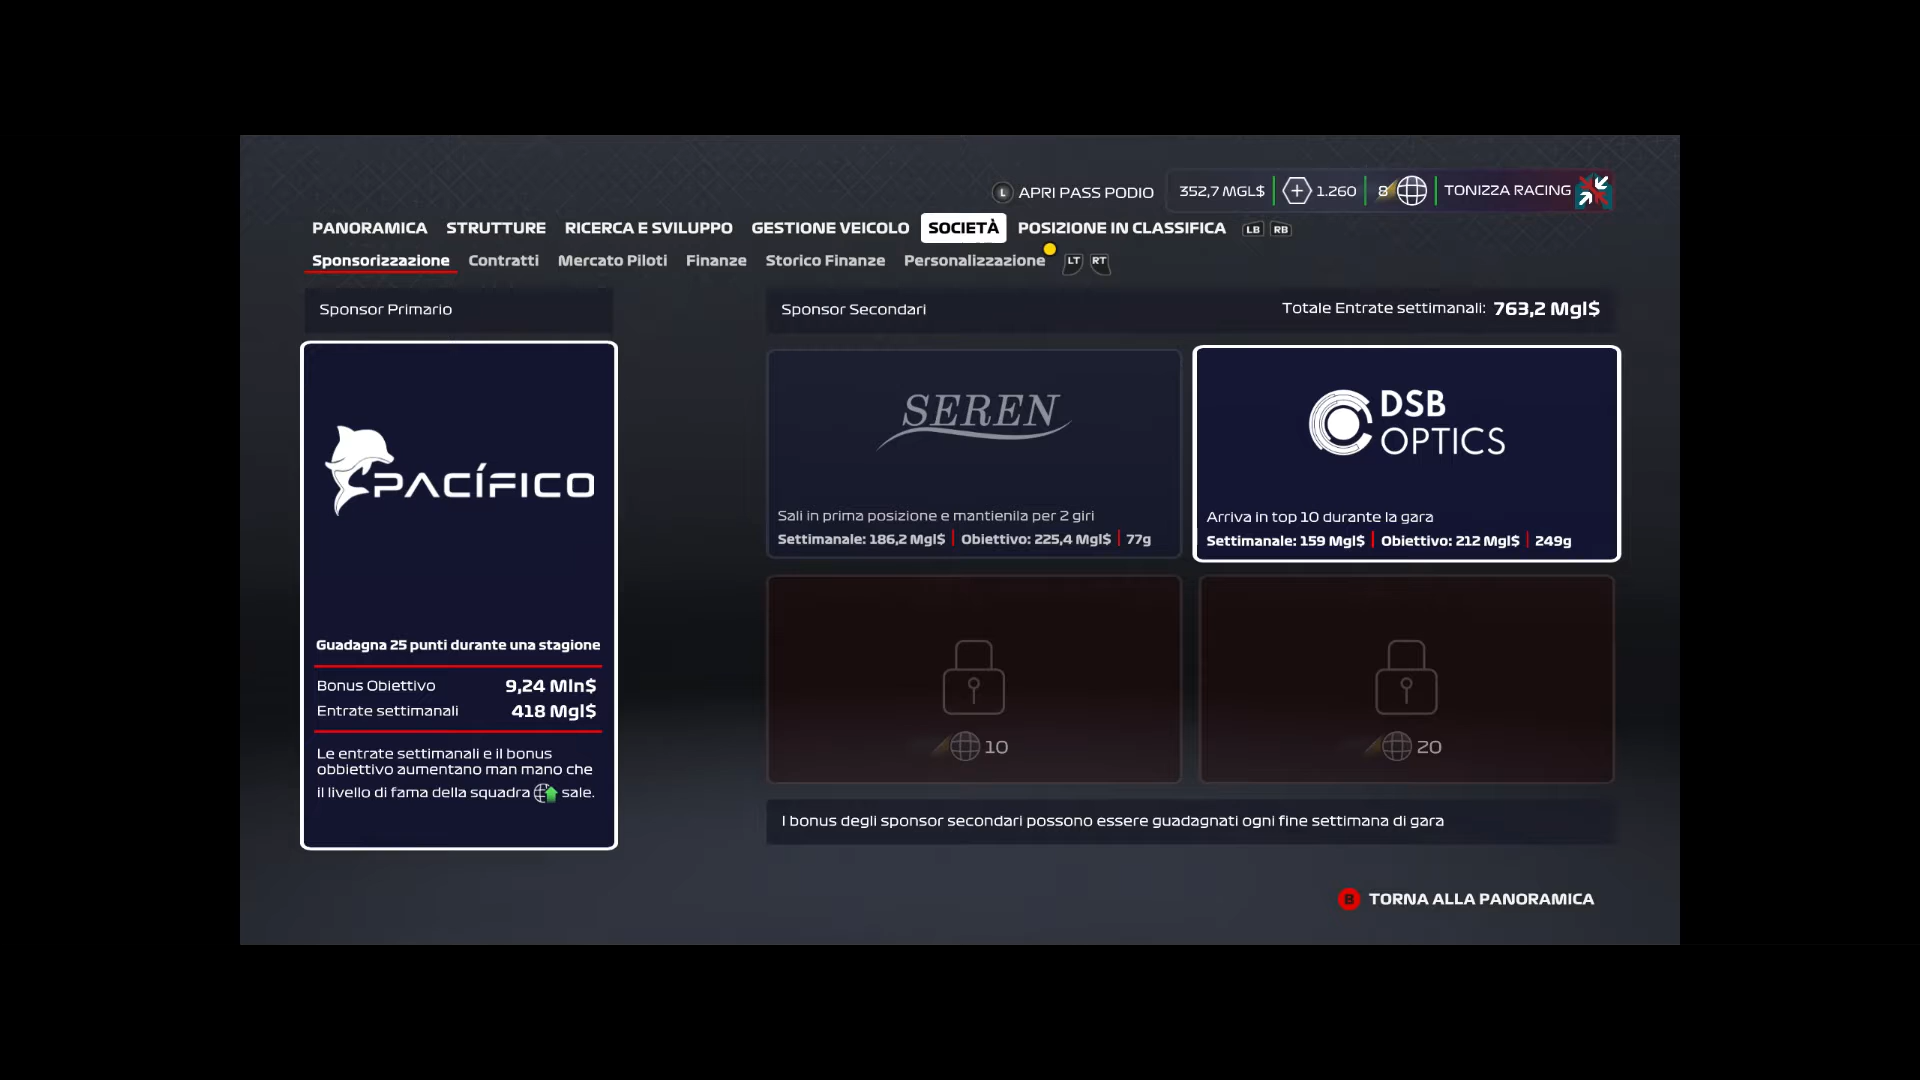 L APRI PASS PODIO 352,7 MGL$ 1.260 8 TONIZZA RACING
PANORAMICA STRUTTURE RICERCA E SVILUPPO GESTIONE VEICOLO SOCIETÀ POSIZIONE IN CLASSIFICA LB RB
Sponsorizzazione Contratti Mercato Piloti Finanze Storico Finanze Personalizzazione LT RT
Sponsor Primario
PACÍFICO
Guadagna 25 punti durante una stagione
Bonus Obiettivo 9,24 Mln$
Entrate settimanali 418 Mgl$
Le entrate settimanali e il bonus
obbiettivo aumentano man mano che
il livello di fama della squadra sale.
Sponsor Secondari Totale Entrate settimanali: 763,2 Mgl$
SEREN
Sali in prima posizione e mantienila per 2 giri
Settimanale: 186,2 Mgl$ Obiettivo: 225,4 Mgl$ 77g
DSB
OPTICS
Arriva in top 10 durante la gara
Settimanale: 159 Mgl$ Obiettivo: 212 Mgl$ 249g
10
20
I bonus degli sponsor secondari possono essere guadagnati ogni fine settimana di gara
B TORNA ALLA PANORAMICA